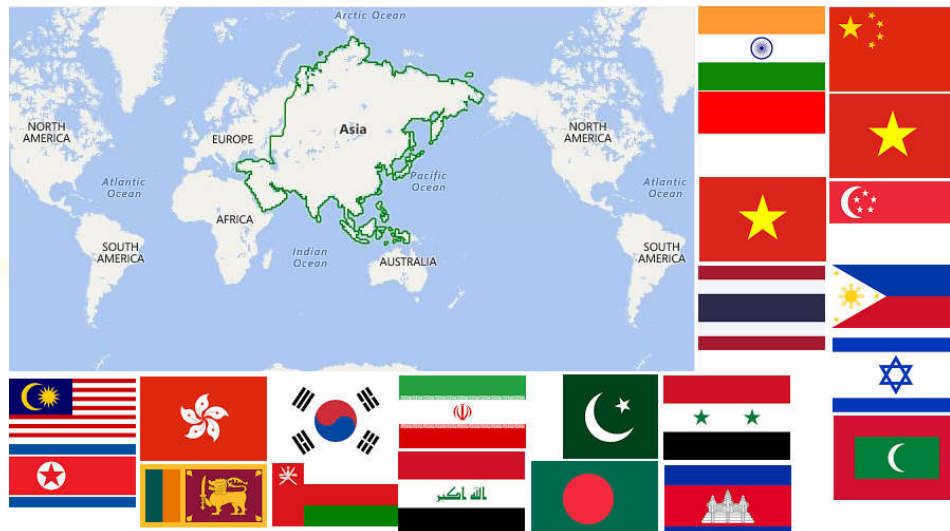 Arctic Ocean
NORTH
AMERICA
EUROPE
Asia
NORTH
AMERICA
Atlantic
Ocean
Pacific
Ocean
Atlantic
Ocean
AFRICA
SOUTH
AMERICA
Indian
Ocean
AUSTRALIA
SOUTH
AMERICA
الله اكبر